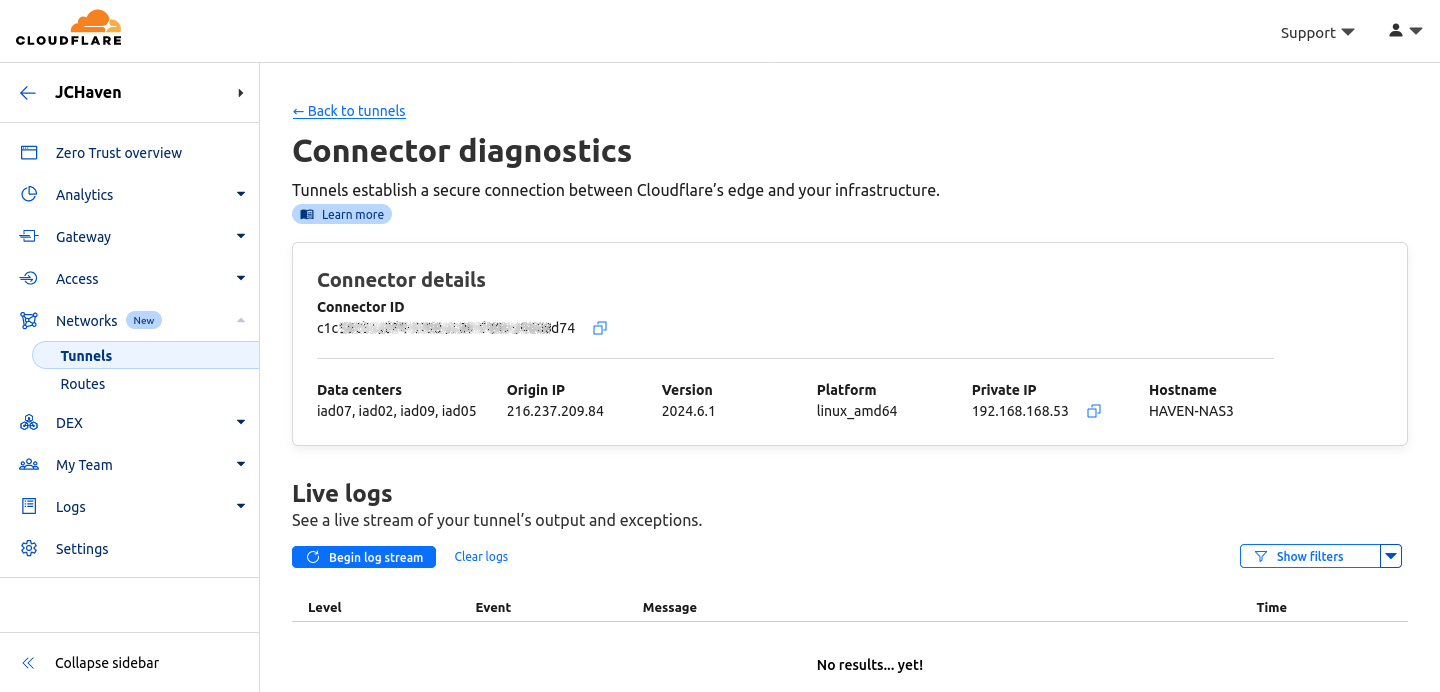 CLOUDFLARE
Support
JCHaven
Zero Trust overview
Analytics
Gateway
Access
Networks New
Tunnels
Routes
DEX
My Team
Logs
Settings
Collapse sidebar
← Back to tunnels
Connector diagnostics
Tunnels establish a secure connection between Cloudflare’s edge and your infrastructure.
Learn more
Connector details
Connector ID
Data centers Origin IP Version Platform Private IP Hostname
iad07, iad02, iad09, iad05 216.237.209.84 2024.6.1 linux_amd64 192.168.168.53 HAVEN-NAS3
Live logs
See a live stream of your tunnel’s output and exceptions.
Begin log stream Clear logs Show filters
Level Event Message Time
No results... yet!